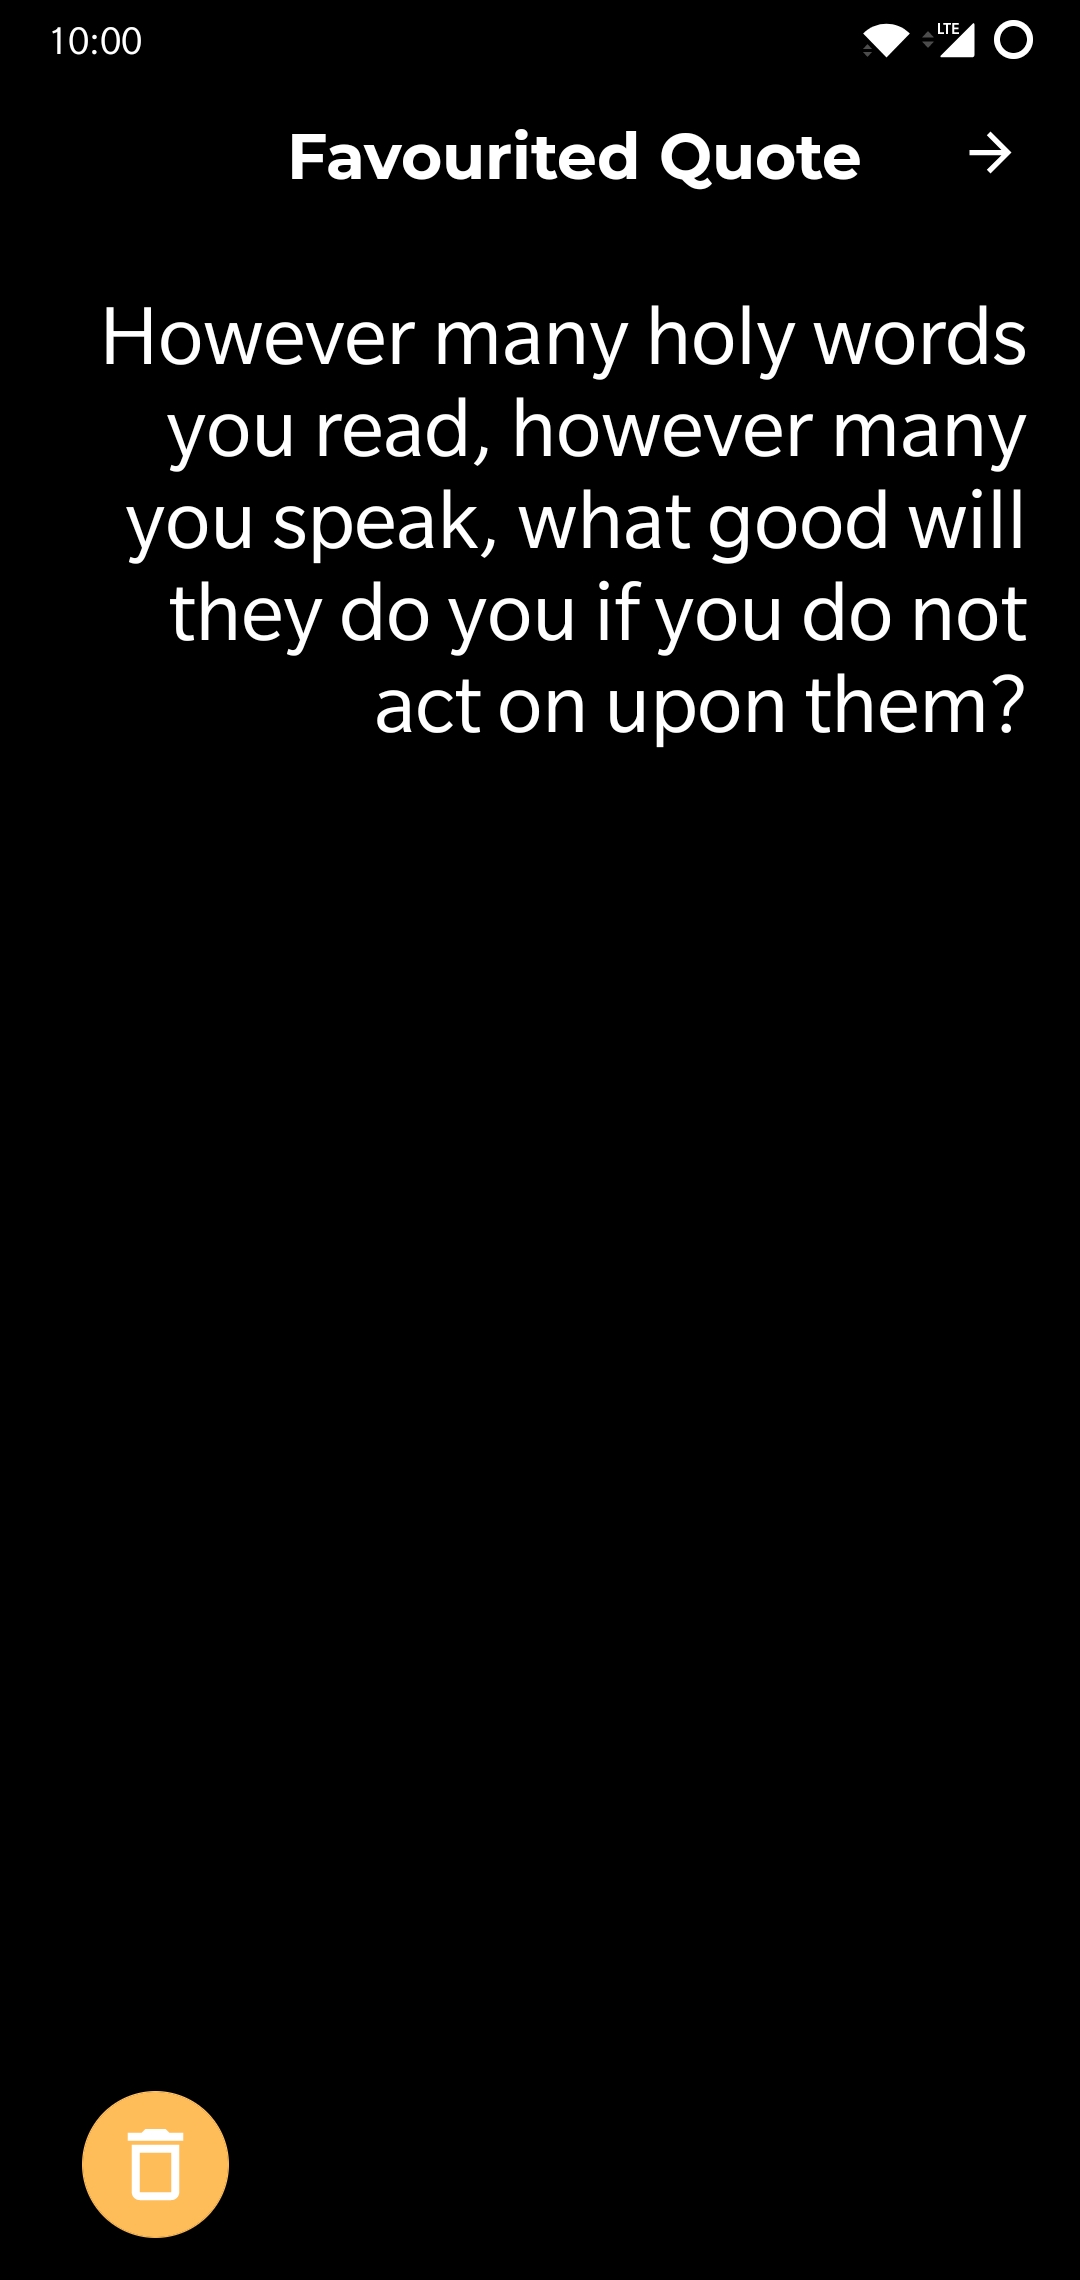 10:00
LTE
Favourited Quote
However many holy words
you read, however many
you speak, what good will
they do you if you do not
act on upon them?